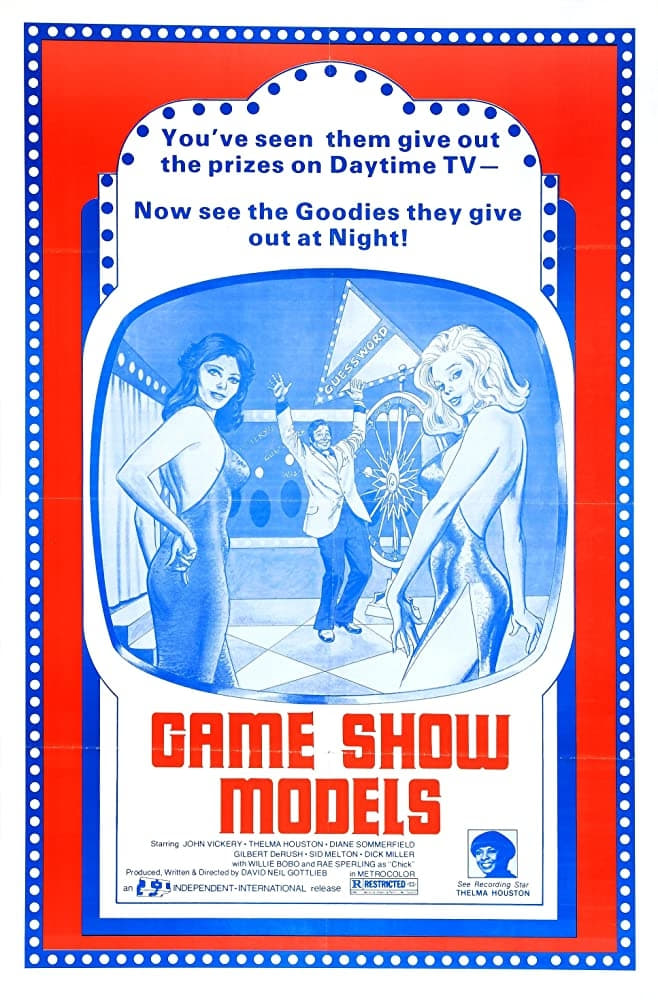 You've seen them give out
the prizes on Daytime TV—
Now see the Goodies they give
out at Night!
GUESSWORD
GAME SHOW
MODELS
Starring JOHN VICKERY • THELMA HOUSTON • DIANE SOMMERFIELD
GILBERT DeRUSH • SID MELTON • DICK MILLER
with WILLIE BOBO and RAE SPERLING as "Chick"
Produced, Written & Directed by DAVID NEIL GOTTLIEB
in METROCOLOR
an INDEPENDENT-INTERNATIONAL release
R RESTRICTED
See Recording Star
THELMA HOUSTON